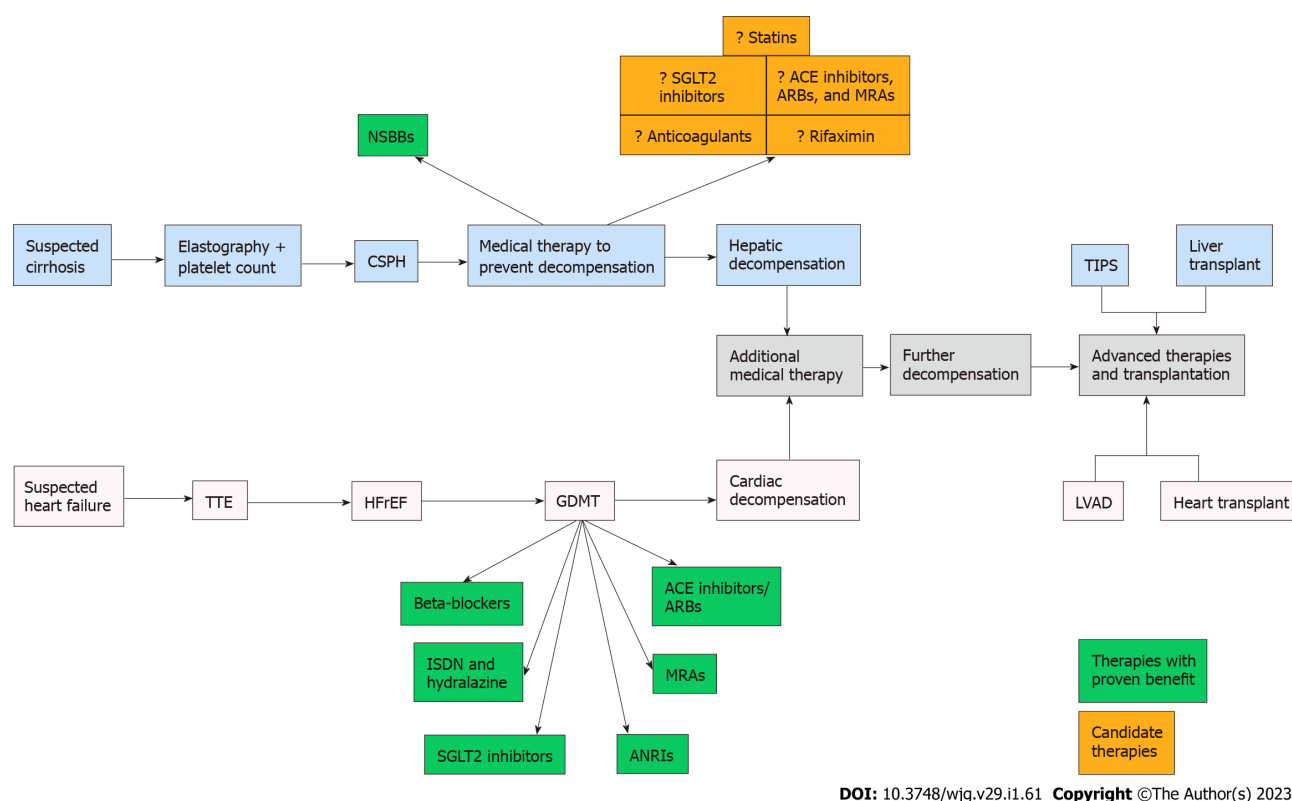 ? Statins
? SGLT2
inhibitors
? ACE inhibitors,
ARBs, and MRAs
? Anticoagulants
? Rifaximin
NSBBs
Suspected
cirrhosis
Elastography +
platelet count
CSPH
Medical therapy to
prevent decompensation
Hepatic
decompensation
TIPS
Liver
transplant
Additional
medical therapy
Further
decompensation
Advanced therapies
and transplantation
Suspected
heart failure
TTE
HFrEF
GDMT
Cardiac
decompensation
LVAD
Heart transplant
Beta-blockers
ACE inhibitors/
ARBs
ISDN and
hydralazine
MRAs
SGLT2 inhibitors
ANRIs
Therapies with
proven benefit
Candidate
therapies
DOI: 10.3748/wjg.v29.i1.61 Copyright ©The Author(s) 2023